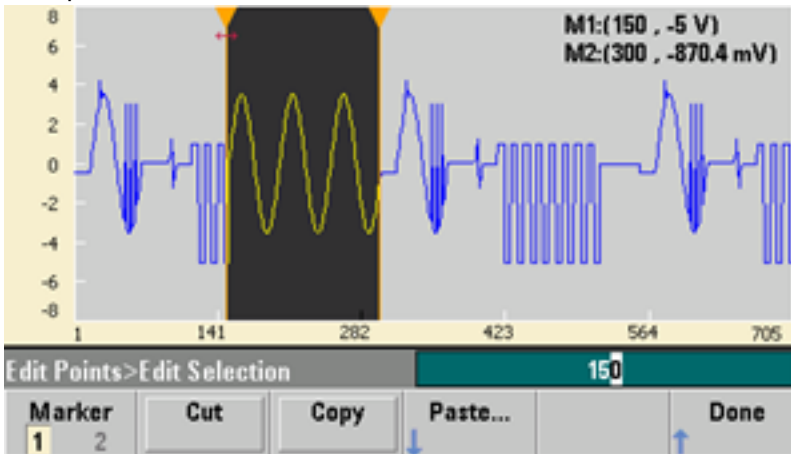 8
6
4
2
0
-2
-4
-6
-8
M1:(150 , -5 V)
M2:(300 , -870.4 mV)
1 141 282 423 564 705
Edit Points>Edit Selection 150
Marker Cut Copy Paste... Done
1 2